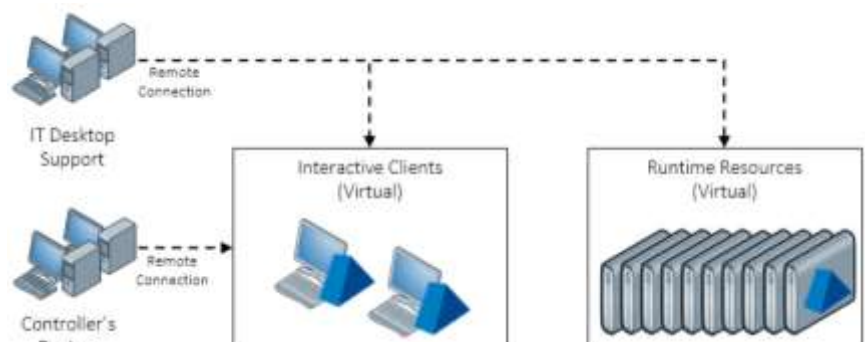 Remote
Connection
IT Desktop
Support
Interactive Clients
(Virtual)
Runtime Resources
(Virtual)
Remote
Connection
Controller's